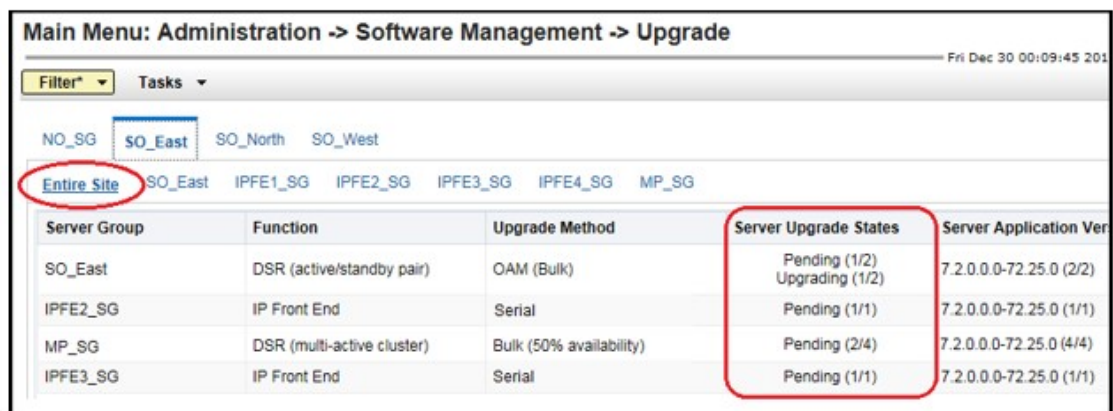 Main Menu: Administration -> Software Management -> Upgrade
Fri Dec 30 00:09:45 201
Filter* Tasks
NO_SG SO_East SO_North SO_West
Entire Site SO_East IPFE1_SG IPFE2_SG IPFE3_SG IPFE4_SG MP_SG
Server Group Function Upgrade Method Server Upgrade States Server Application Ver
SO_East DSR (active/standby pair) OAM (Bulk) Pending (1/2) 7.2.0.0.0-72.25.0 (2/2)
Upgrading (1/2)
IPFE2_SG IP Front End Serial Pending (1/1) 7.2.0.0.0-72.25.0 (1/1)
MP_SG DSR (multi-active cluster) Bulk (50% availability) Pending (2/4) 7.2.0.0.0-72.25.0 (4/4)
IPFE3_SG IP Front End Serial Pending (1/1) 7.2.0.0.0-72.25.0 (1/1)